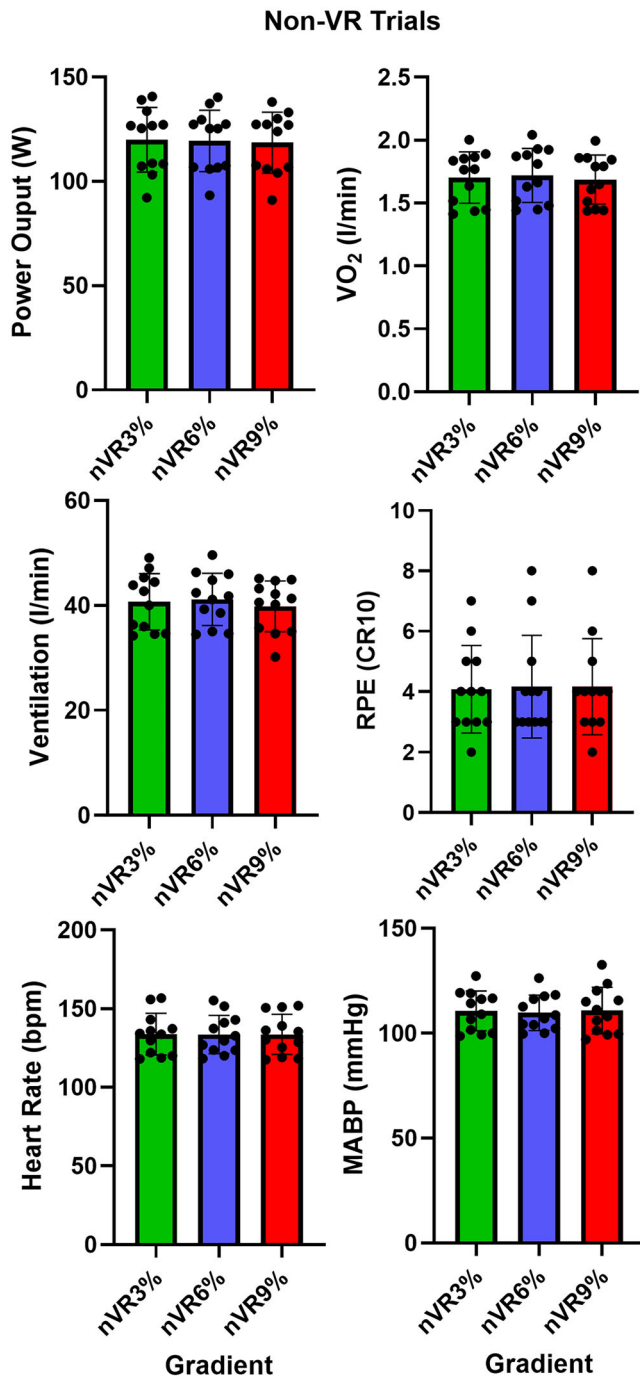 Non-VR Trials
Power Ouput (W)
150
100
50
0
nVR3%
nVR6%
nVR9%
VO₂ (l/min)
2.5
2.0
1.5
1.0
0.5
0.0
nVR3%
nVR6%
nVR9%
Ventilation (l/min)
60
40
20
0
nVR3%
nVR6%
nVR9%
RPE (CR10)
10
8
6
4
2
0
nVR3%
nVR6%
nVR9%
Heart Rate (bpm)
200
150
100
50
0
nVR3%
nVR6%
nVR9%
Gradient
MABP (mmHg)
150
100
50
0
nVR3%
nVR6%
nVR9%
Gradient